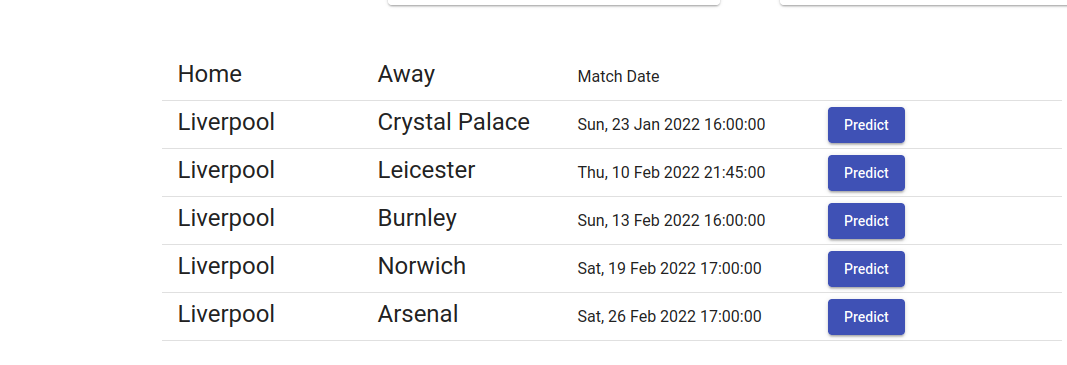 Home Away Match Date
Liverpool Crystal Palace Sun, 23 Jan 2022 16:00:00 Predict
Liverpool Leicester Thu, 10 Feb 2022 21:45:00 Predict
Liverpool Burnley Sun, 13 Feb 2022 16:00:00 Predict
Liverpool Norwich Sat, 19 Feb 2022 17:00:00 Predict
Liverpool Arsenal Sat, 26 Feb 2022 17:00:00 Predict